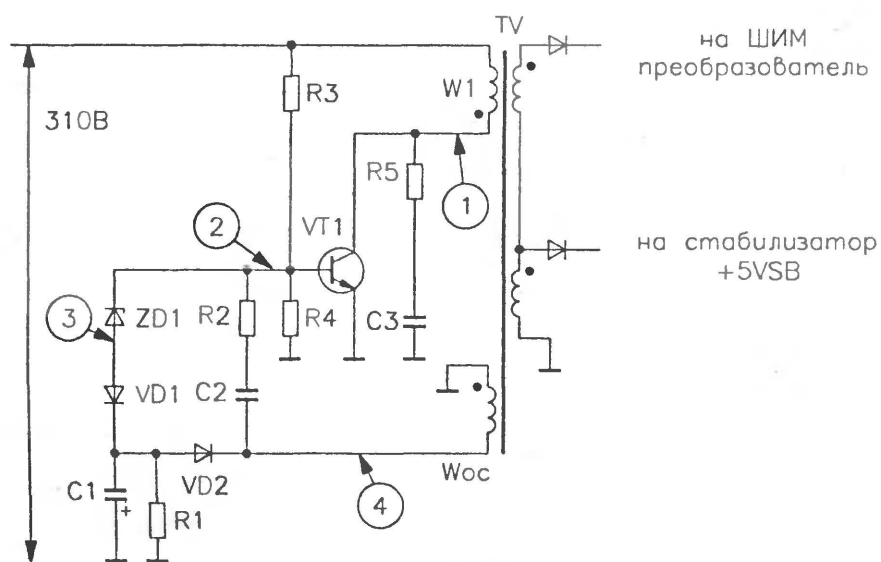 TV
на ШИМ
преобразователь
W1
R3
310В
R5
1
2
VT1
на стабилизатор
+5VSB
3
ZD1
R2
R4
C3
VD1
C2
Woc
VD2
4
C1
+
R1